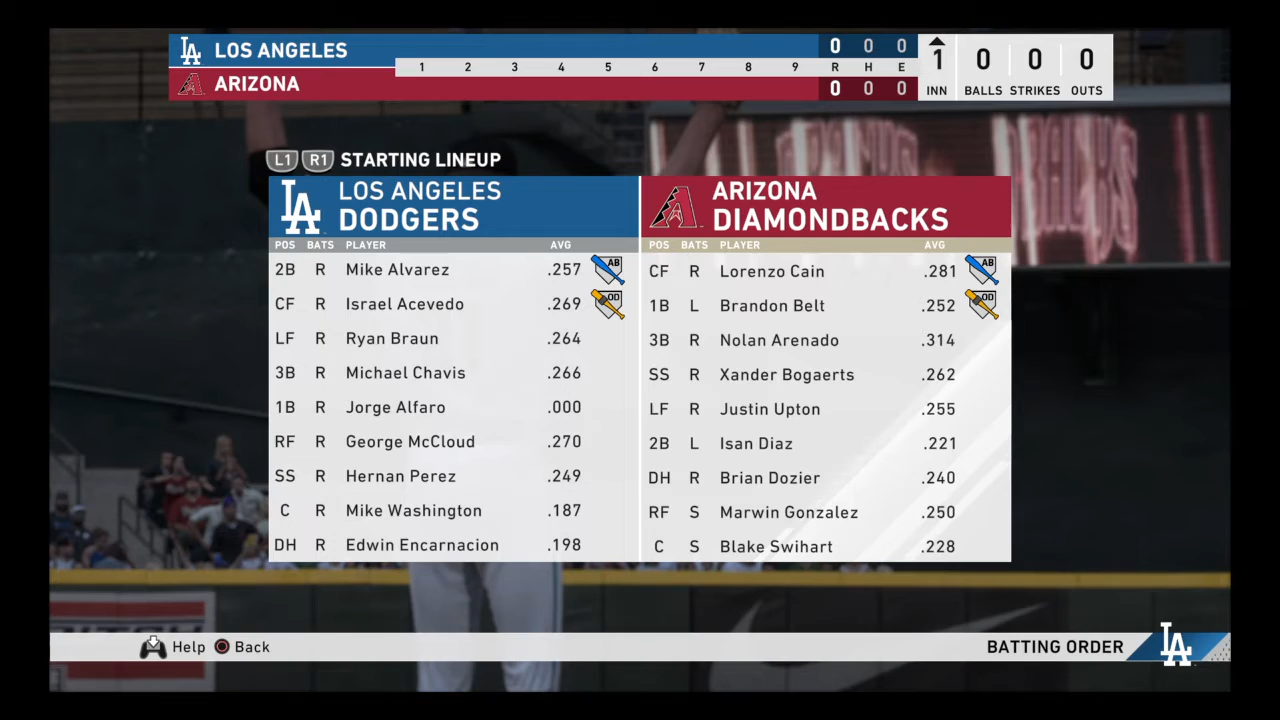 LOS ANGELES 0 0 0
1 2 3 4 5 6 7 8 9 R H E
ARIZONA 0 0 0
1 0 0 0
INN BALLS STRIKES OUTS
L1 R1 STARTING LINEUP
LA LOS ANGELES DODGERS
POS BATS PLAYER AVG
2B R Mike Alvarez .257 AB
CF R Israel Acevedo .269 OD
LF R Ryan Braun .264
3B R Michael Chavis .266
1B R Jorge Alfaro .000
RF R George McCloud .270
SS R Hernan Perez .249
C R Mike Washington .187
DH R Edwin Encarnacion .198
A ARIZONA DIAMONDBACKS
POS BATS PLAYER AVG
CF R Lorenzo Cain .281 AB
1B L Brandon Belt .252 OD
3B R Nolan Arenado .314
SS R Xander Bogaerts .262
LF R Justin Upton .255
2B L Isan Diaz .221
DH R Brian Dozier .240
RF S Marwin Gonzalez .250
C S Blake Swihart .228
Help Back
BATTING ORDER LA